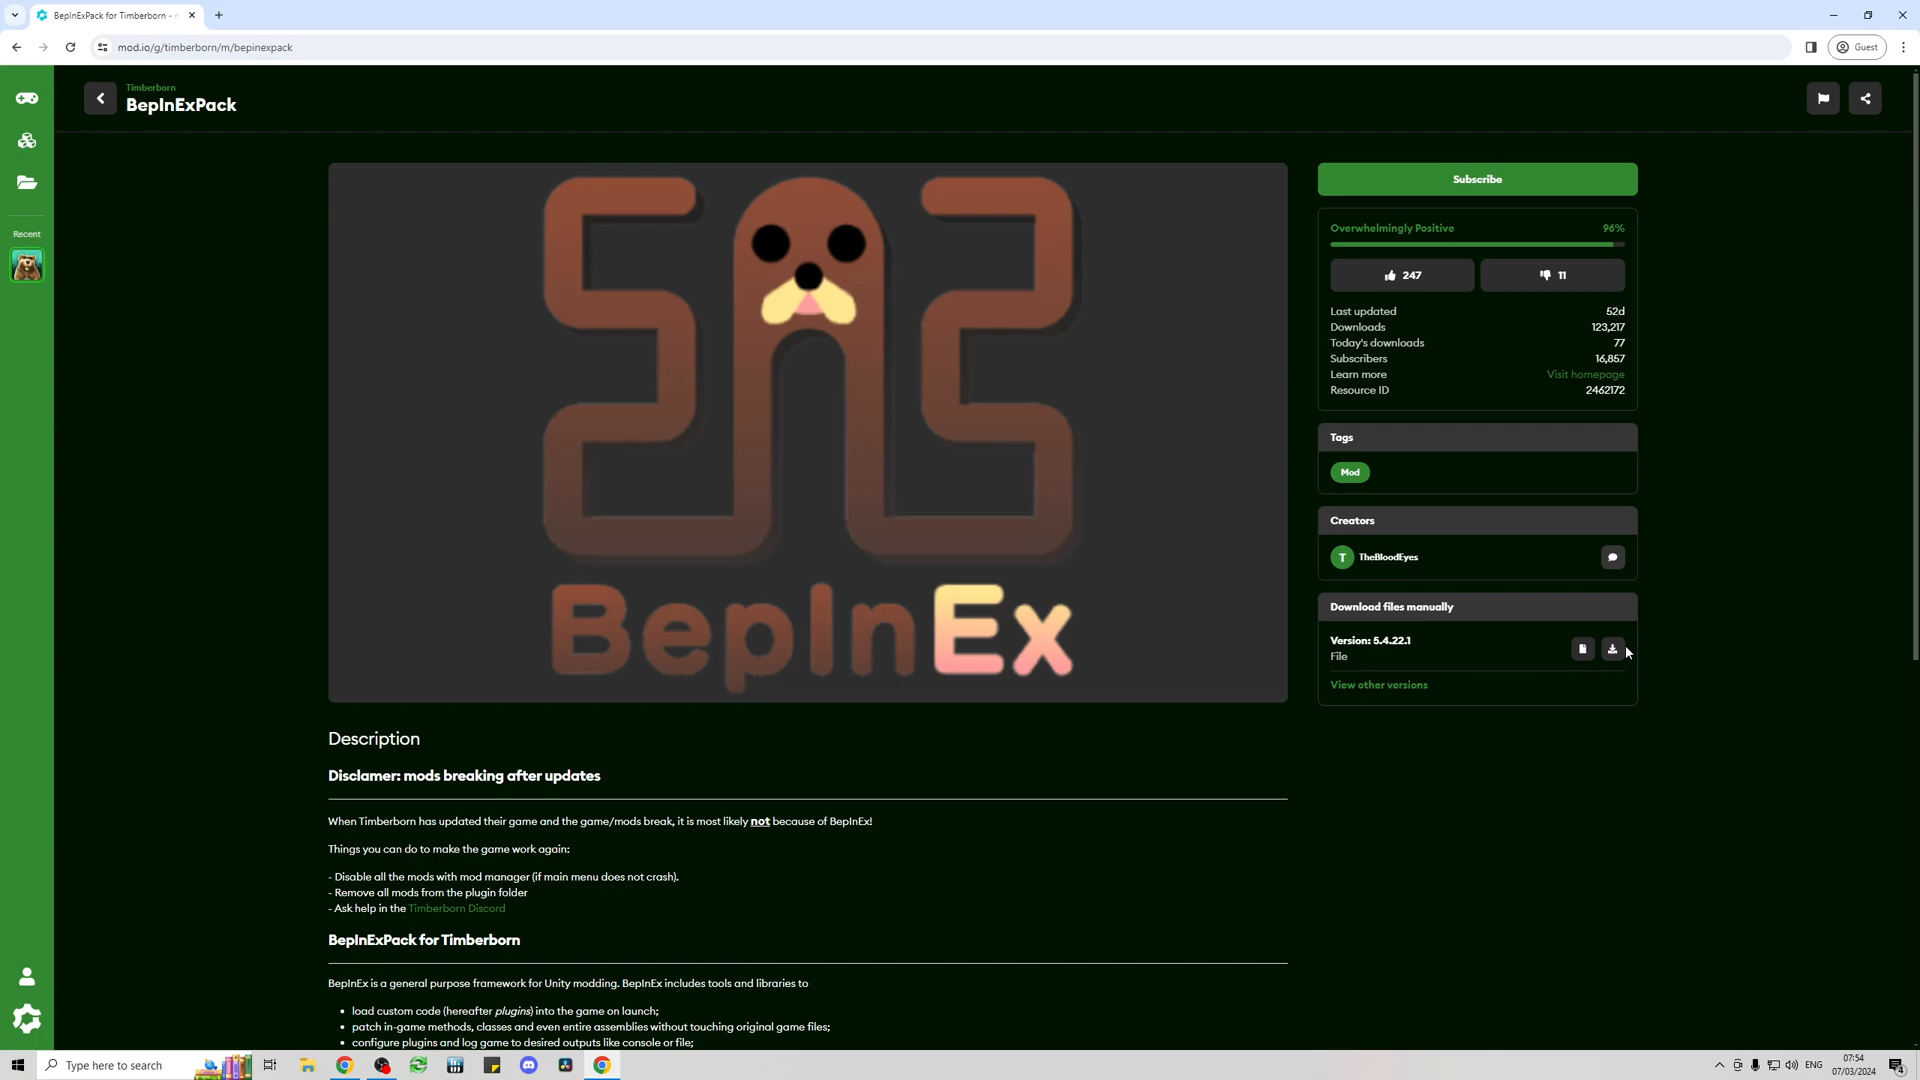 BepInExPack for Timberborn -
mod.io/g/timberborn/m/bepinexpack
Guest
Timberborn
BepInExPack
Recent
BepInEx
Subscribe
Overwhelmingly Positive 96%
247 11
Last updated 52d
Downloads 123,217
Today's downloads 77
Subscribers 16,857
Learn more Visit homepage
Resource ID 2462172
Tags
Mod
Creators
T TheBloodEyes
Download files manually
Version: 5.4.22.1
File
View other versions
Description
Disclamer: mods breaking after updates
When Timberborn has updated their game and the game/mods break, it is most likely not because of BepInEx!
Things you can do to make the game work again:
- Disable all the mods with mod manager (if main menu does not crash).
- Remove all mods from the plugin folder
- Ask help in the Timberborn Discord
BepInExPack for Timberborn
BepInEx is a general purpose framework for Unity modding. BepInEx includes tools and libraries to
• load custom code (hereafter plugins) into the game on launch;
• patch in-game methods, classes and even entire assemblies without touching original game files;
• configure plugins and log game to desired outputs like console or file;
Type here to search
ENG
07:54
07/03/2024
4